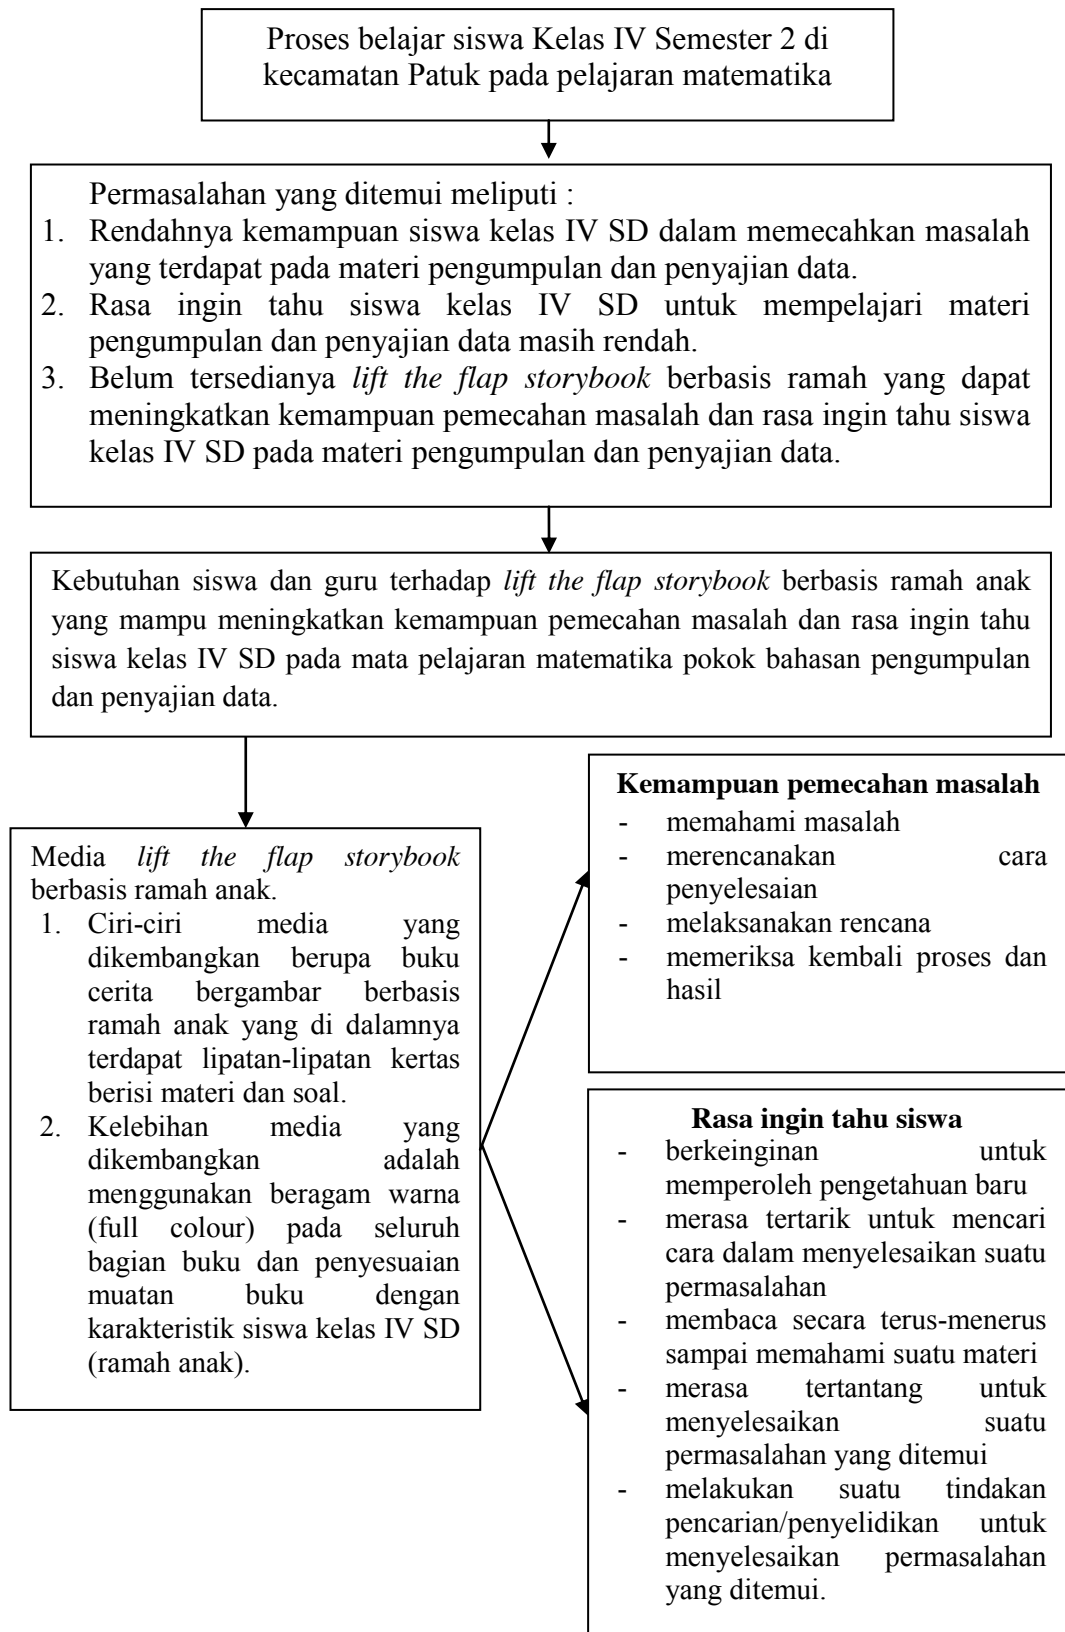 Proses belajar siswa Kelas IV Semester 2 di
kecamatan Patuk pada pelajaran matematika
Permasalahan yang ditemui meliputi :
1. Rendahnya kemampuan siswa kelas IV SD dalam memecahkan masalah
yang terdapat pada materi pengumpulan dan penyajian data.
2. Rasa ingin tahu siswa kelas IV SD untuk mempelajari materi
pengumpulan dan penyajian data masih rendah.
3. Belum tersedianya lift the flap storybook berbasis ramah yang dapat
meningkatkan kemampuan pemecahan masalah dan rasa ingin tahu siswa
kelas IV SD pada materi pengumpulan dan penyajian data.
Kebutuhan siswa dan guru terhadap lift the flap storybook berbasis ramah anak
yang mampu meningkatkan kemampuan pemecahan masalah dan rasa ingin tahu
siswa kelas IV SD pada mata pelajaran matematika pokok bahasan pengumpulan
dan penyajian data.
Media lift the flap storybook
berbasis ramah anak.
1. Ciri-ciri media yang
dikembangkan berupa buku
cerita bergambar berbasis
ramah anak yang di dalamnya
terdapat lipatan-lipatan kertas
berisi materi dan soal.
2. Kelebihan media yang
dikembangkan adalah
menggunakan beragam warna
(full colour) pada seluruh
bagian buku dan penyesuaian
muatan buku dengan
karakteristik siswa kelas IV SD
(ramah anak).
Kemampuan pemecahan masalah
- memahami masalah
- merencanakan cara
penyelesaian
- melaksanakan rencana
- memeriksa kembali proses dan
hasil
Rasa ingin tahu siswa
- berkeinginan untuk
memperoleh pengetahuan baru
- merasa tertarik untuk mencari
cara dalam menyelesaikan suatu
permasalahan
- membaca secara terus-menerus
sampai memahami suatu materi
- merasa tertantang untuk
menyelesaikan suatu
permasalahan yang ditemui
- melakukan suatu tindakan
pencarian/penyelidikan untuk
menyelesaikan permasalahan
yang ditemui.